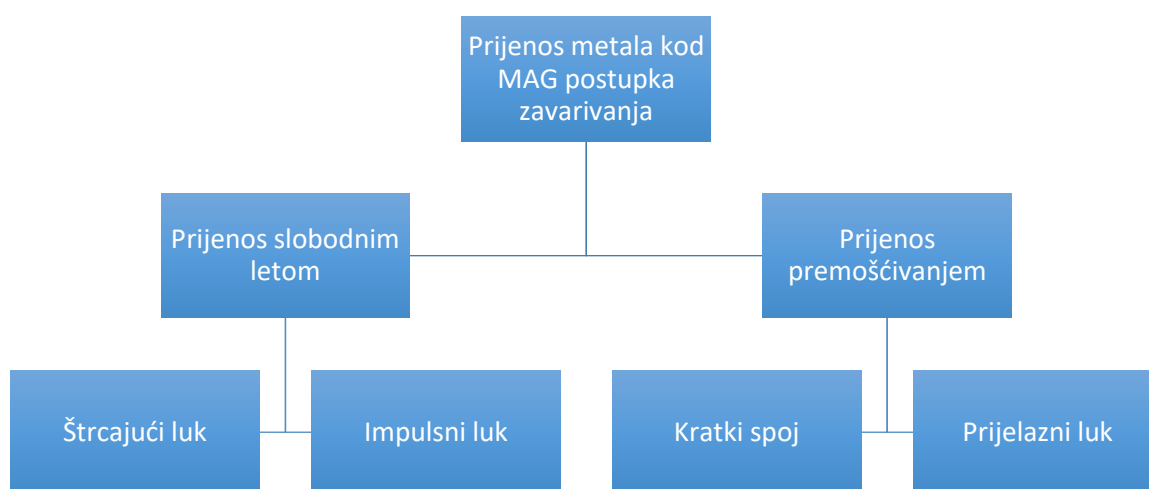 Prijenos metala kod
MAG postupka
zavarivanja
Prijenos slobodnim
letom
Prijenos
premošćivanjem
Štrcajući luk
Impulsni luk
Kratki spoj
Prijelazni luk